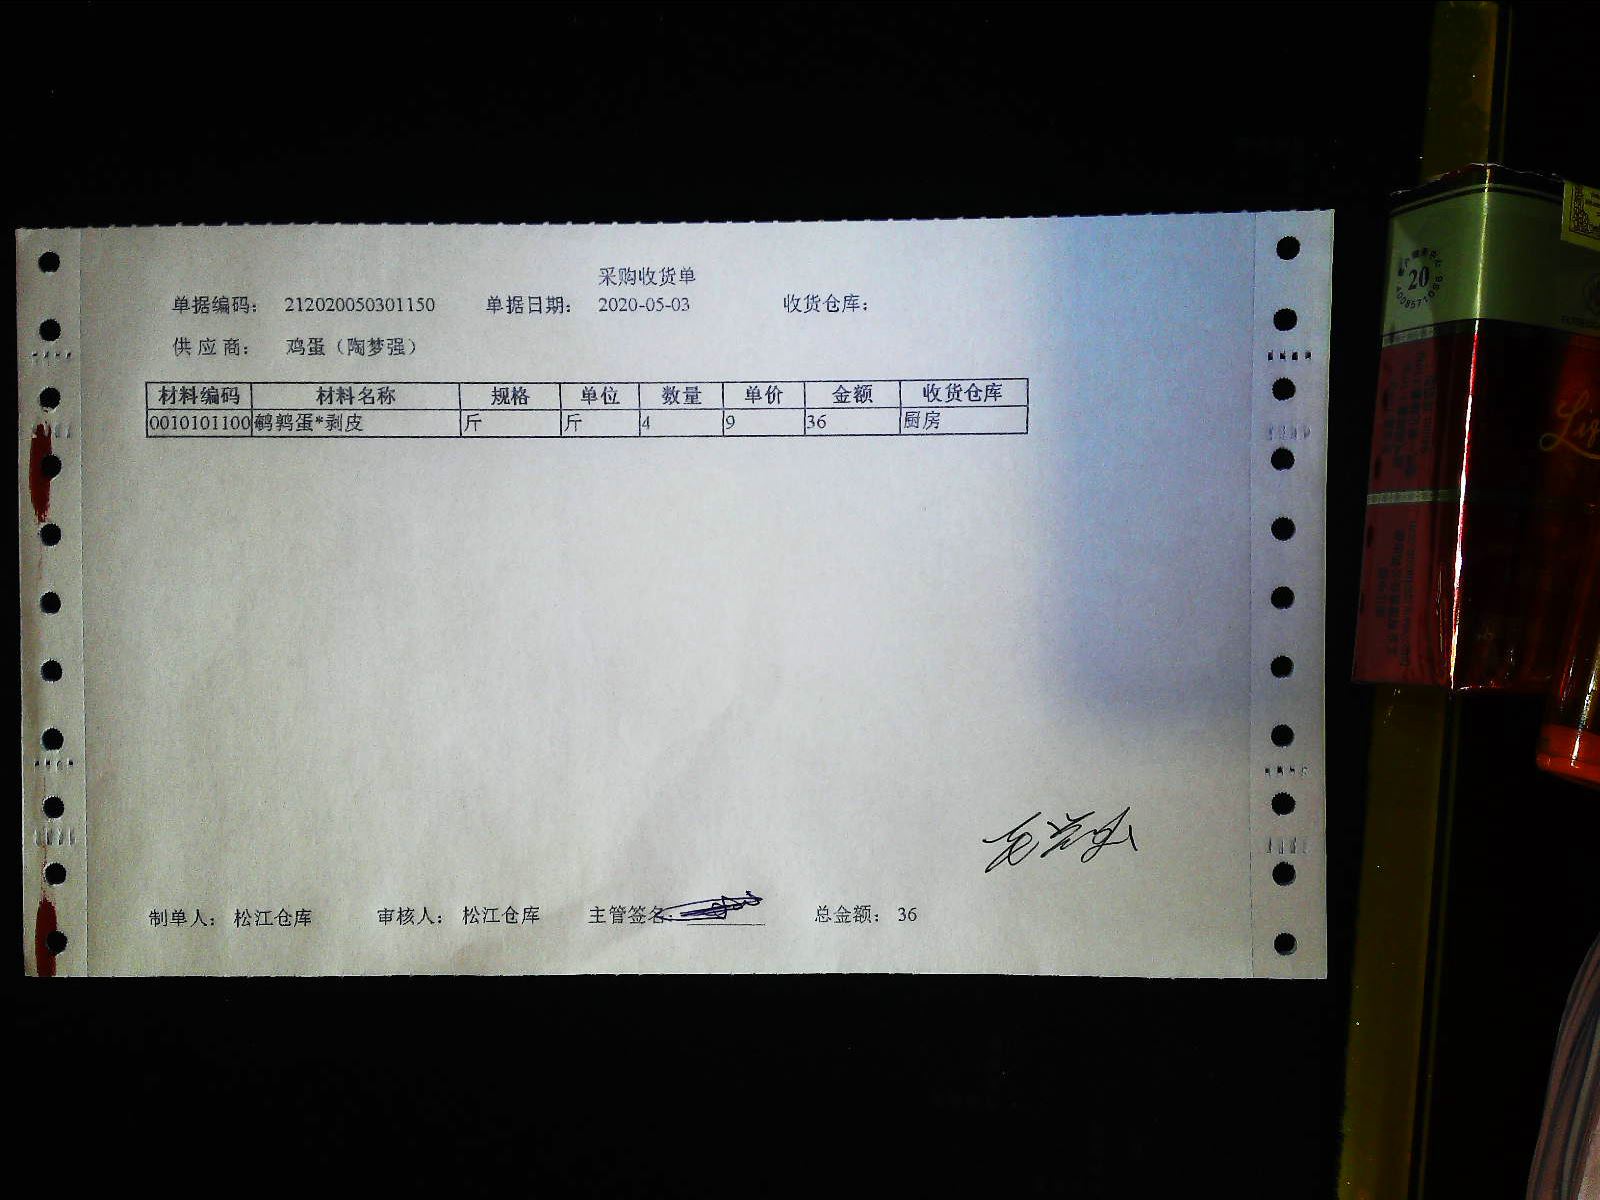 采购收货单
单据编码： 212020050301150 单据日期： 2020-05-03 收货仓库：
供应商： 鸡蛋（陶梦强）
材料编码 材料名称 规格 单位 数量 单价 金额 收货仓库
0010101100 鹌鹑蛋*剥皮 斤 斤 4 9 36 厨房
制单人： 松江仓库 审核人： 松江仓库 主管签名: 总金额： 36
20
4008571098
Lig